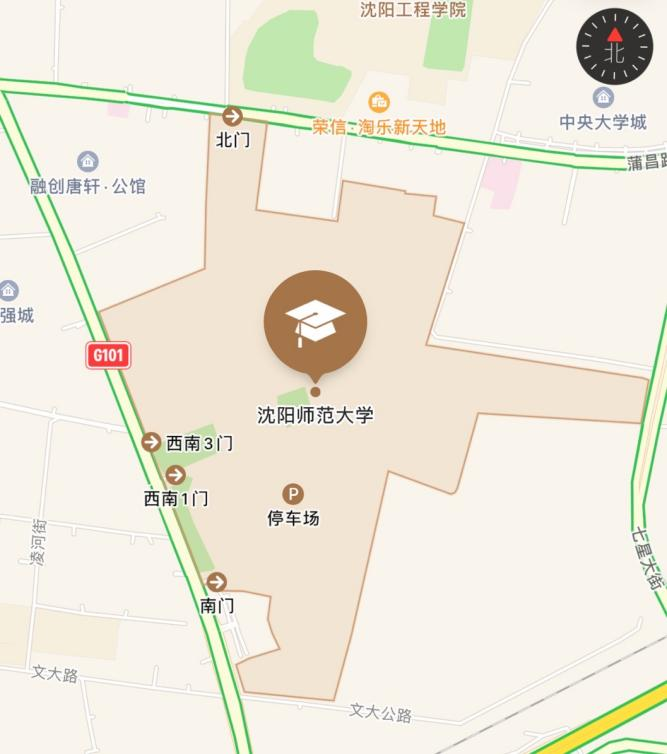 沈阳工程学院
北
中央大学城
荣信·淘乐新天地
北门
蒲昌路
融创唐轩·公馆
强城
G101
沈阳师范大学
西南3门
西南1门
P
停车场
凌河街
七星大街
南门
文大路
文大公路